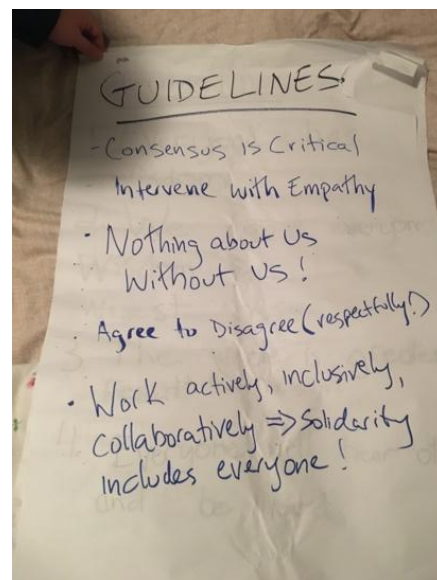 GUIDELINES
- Consensus is Critical
Intervene with Empathy
• Nothing about Us
Without us!
• Agree to Disagree (respectfully!)
• Work actively, inclusively,
collaboratively => Solidarity
includes everyone!